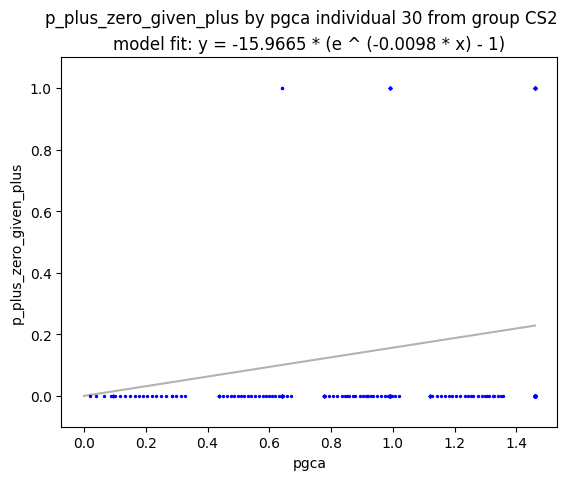 p_plus_zero_given_plus by pgca individual 30 from group CS2
model fit: y = -15.9665 * (e ^ (-0.0098 * x) - 1)
1.0
0.8
0.6
0.4
0.2
0.0
p_plus_zero_given_plus
0.0 0.2 0.4 0.6 0.8 1.0 1.2 1.4
pgca